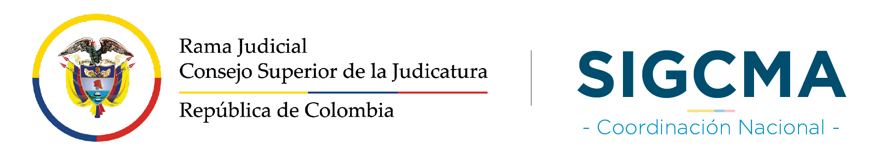 Rama Judicial
Consejo Superior de la Judicatura
República de Colombia
SIGCMA
- Coordinación Nacional -